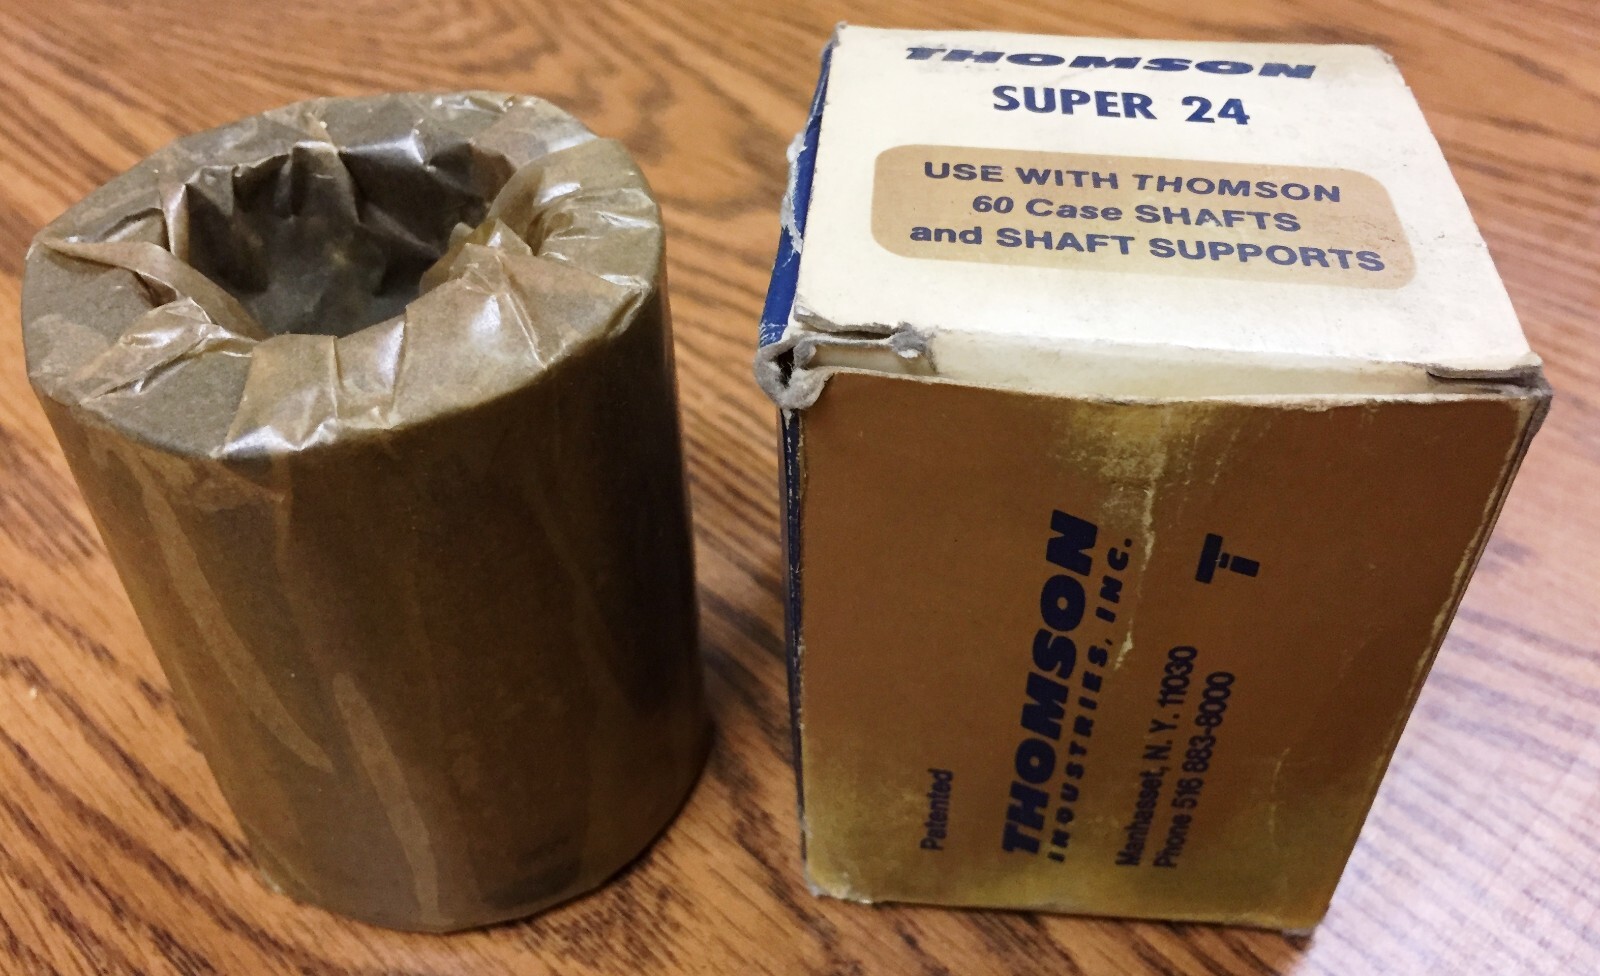 THOMSON
SUPER 24
USE WITH THOMSON
60 Case SHAFTS
and SHAFT SUPPORTS
Patented
THOMSON
INDUSTRIES, INC.
Manhasset, N. Y. 11030
Phone 516 883-8000